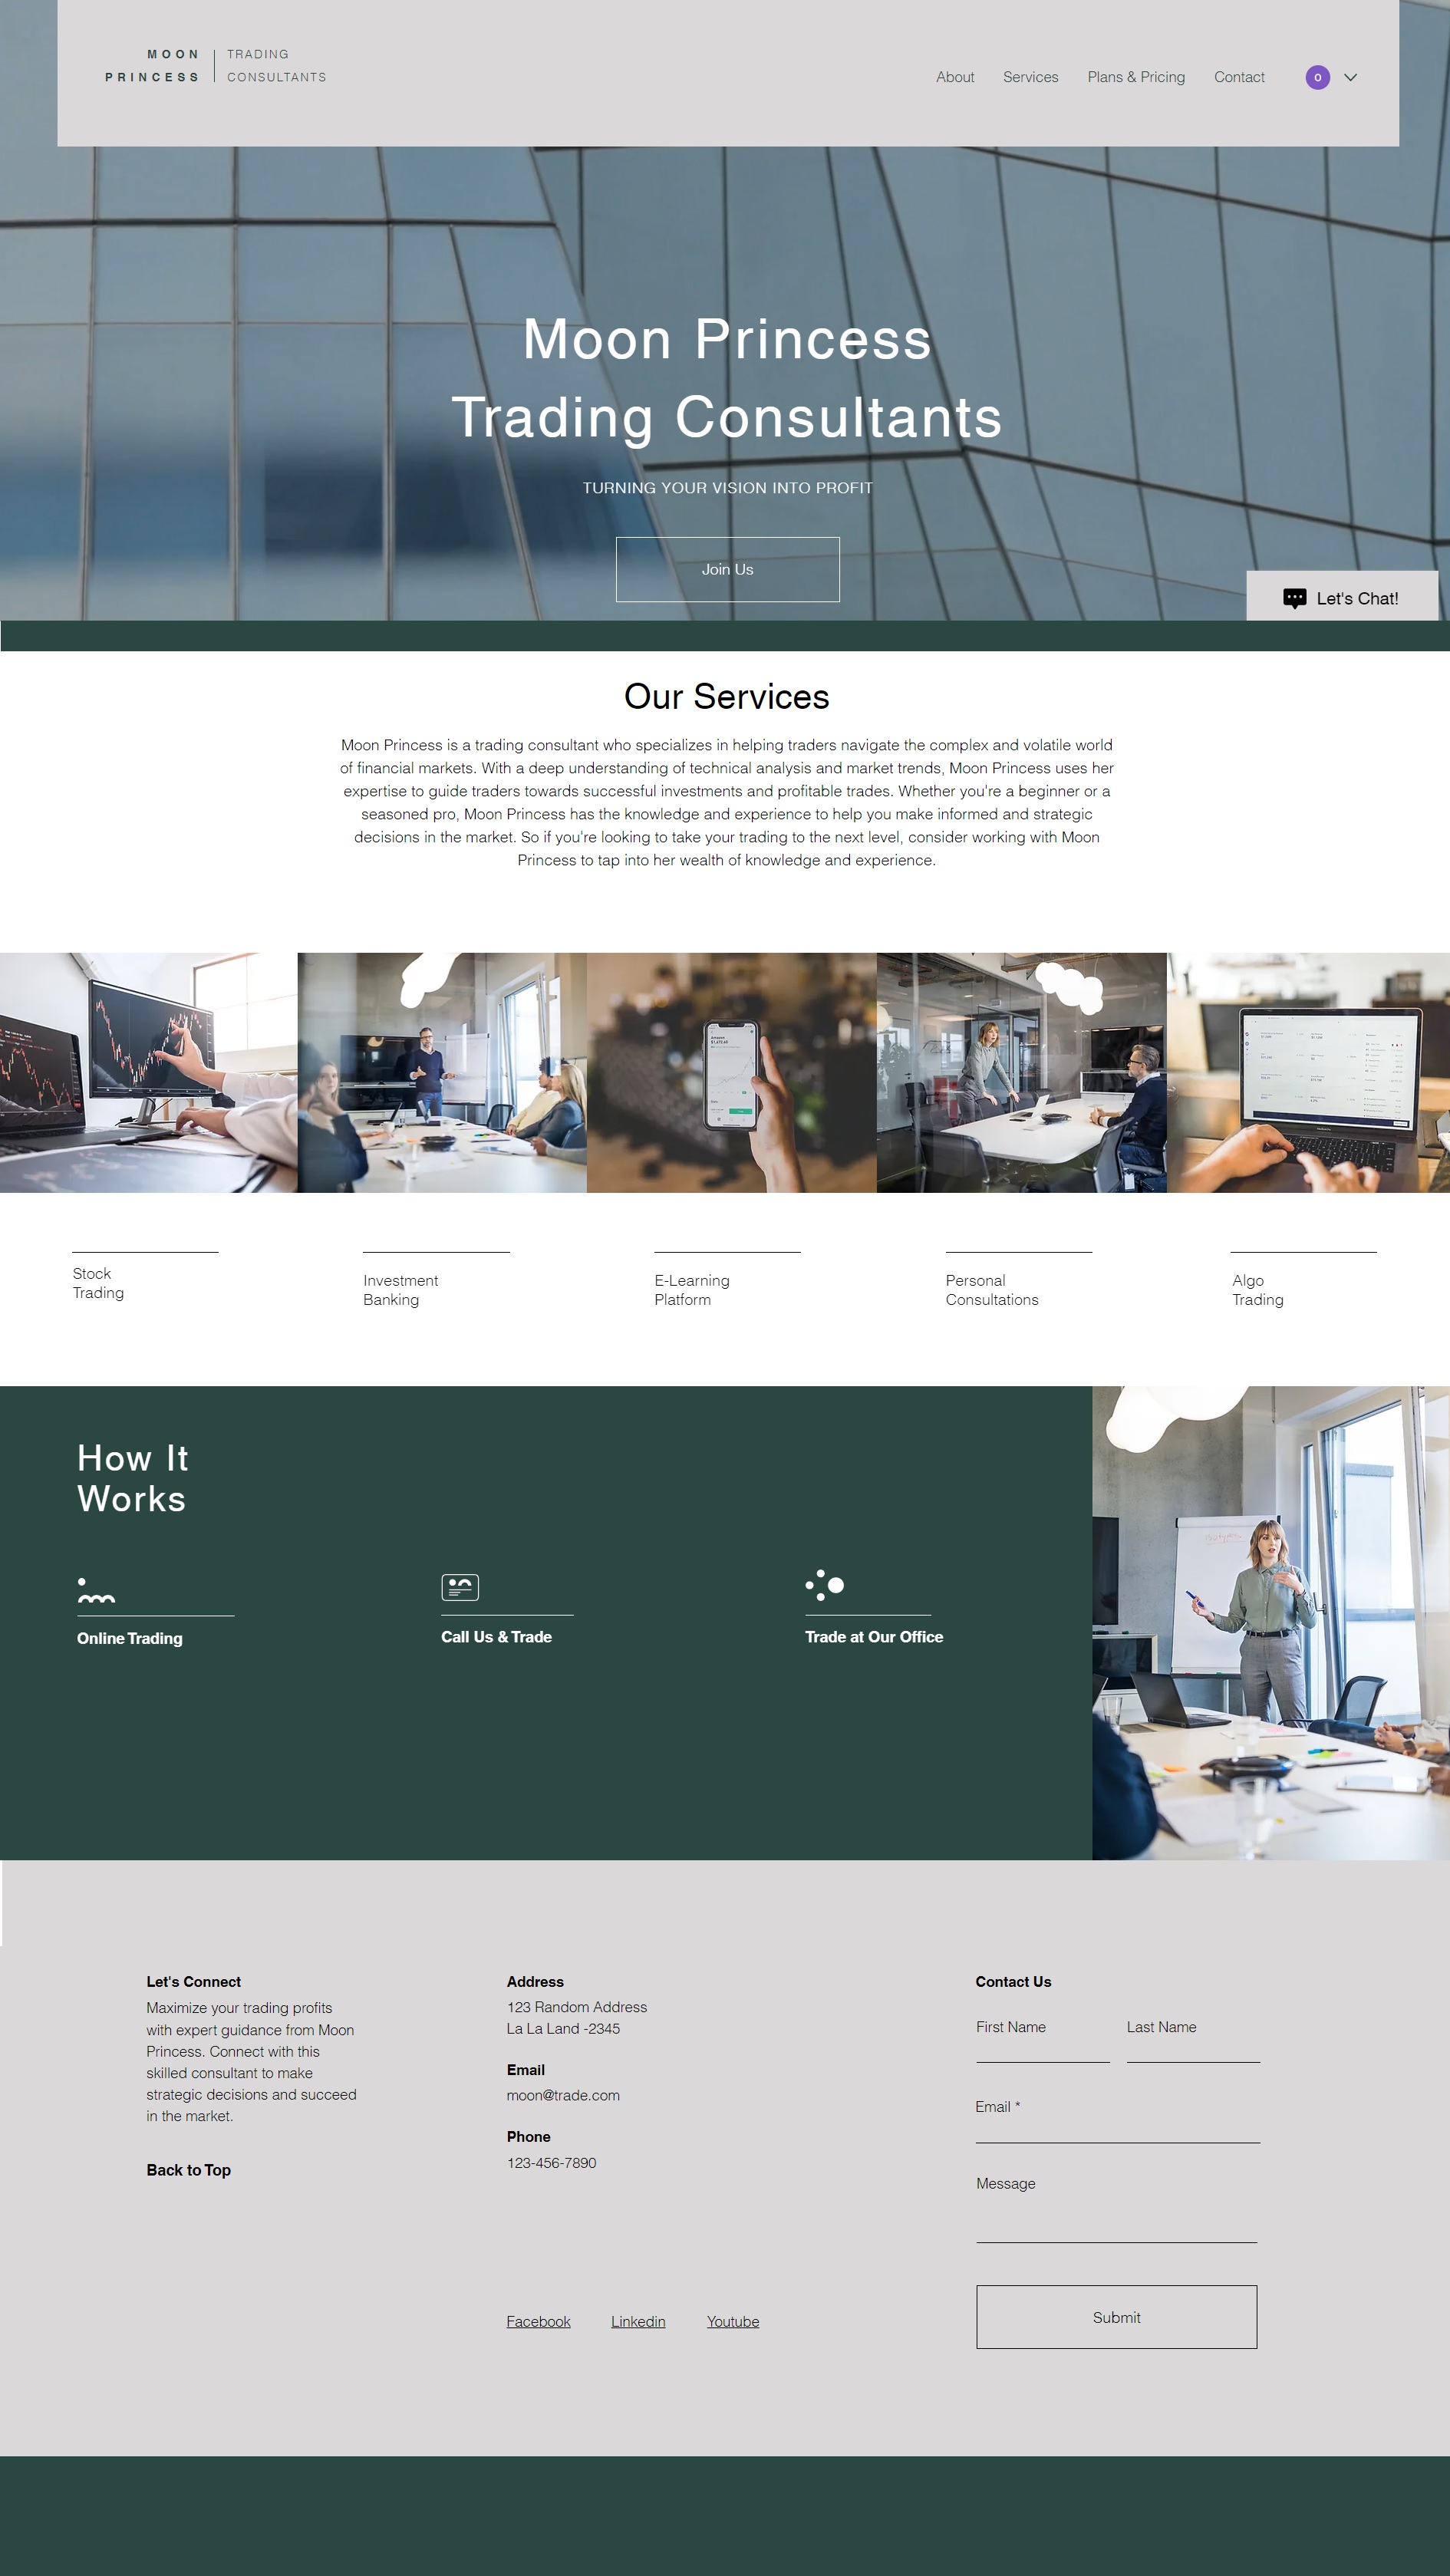 MOON
PRINCESS
TRADING
CONSULTANTS
About
Services
Plans & Pricing
Contact
0
Moon Princess
Trading Consultants
TURNING YOUR VISION INTO PROFIT
Join Us
Let's Chat!
Our Services
Moon Princess is a trading consultant who specializes in helping traders navigate the complex and volatile world
of financial markets. With a deep understanding of technical analysis and market trends, Moon Princess uses her
expertise to guide traders towards successful investments and profitable trades. Whether you're a beginner or a
seasoned pro, Moon Princess has the knowledge and experience to help you make informed and strategic
decisions in the market. So if you're looking to take your trading to the next level, consider working with Moon
Princess to tap into her wealth of knowledge and experience.
Stock
Trading
Investment
Banking
E-Learning
Platform
Personal
Consultations
Algo
Trading
How It
Works
Online Trading
Call Us & Trade
Trade at Our Office
Let's Connect
Maximize your trading profits
with expert guidance from Moon
Princess. Connect with this
skilled consultant to make
strategic decisions and succeed
in the market.
Back to Top
Address
123 Random Address
La La Land -2345
Email
moon@trade.com
Phone
123-456-7890
Facebook
Linkedin
Youtube
Contact Us
First Name
Last Name
Email *
Message
Submit